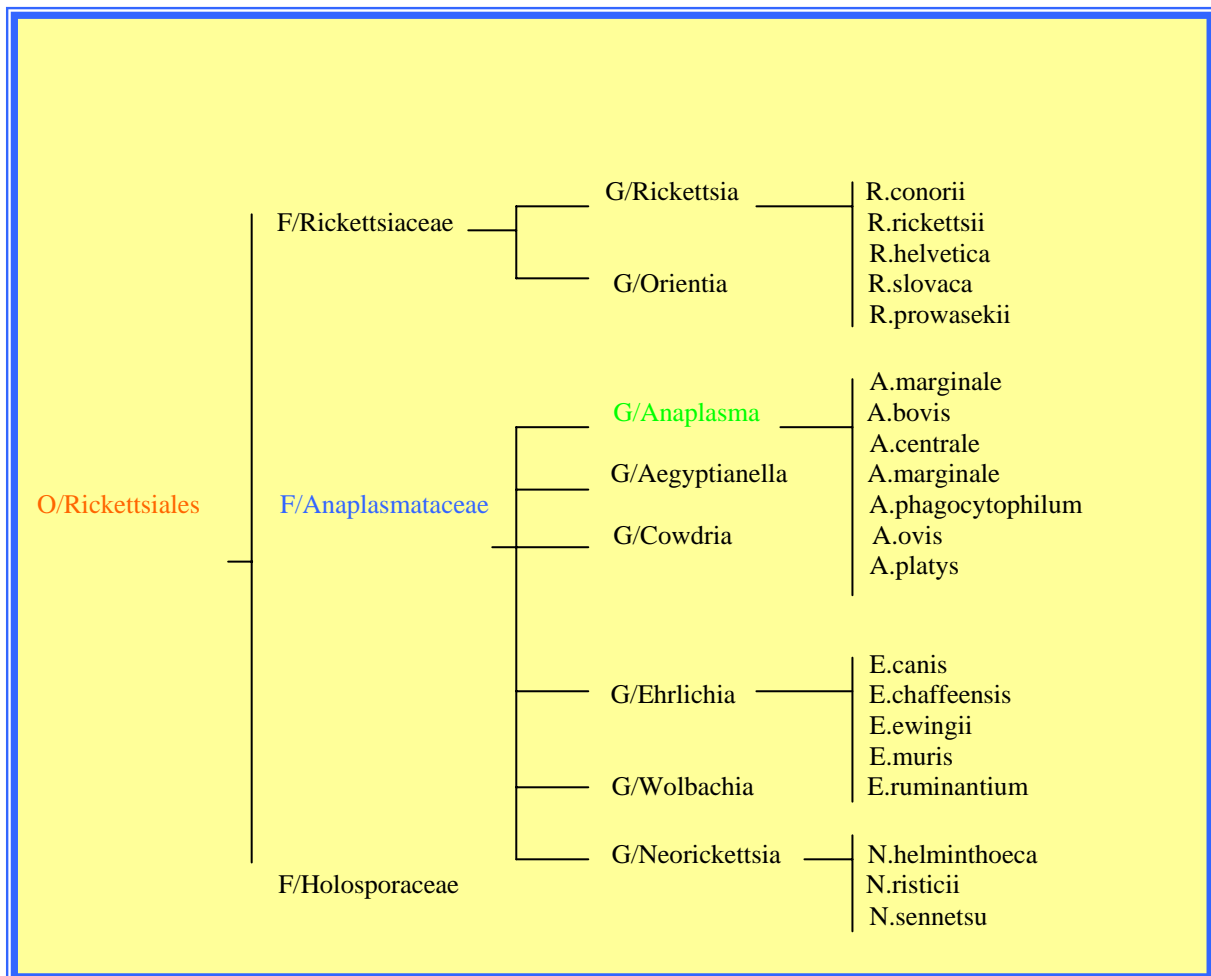 G/Rickettsia
R.conorii
F/Rickettsiaceae
R.rickettsii
R.helvetica
G/Orientia
R.slovaca
R.prowasekii
A.marginale
G/Anaplasma
A.bovis
A.centrale
G/Aegyptianella
A.marginale
O/Rickettsiales
F/Anaplasmataceae
A.phagocytophilum
G/Cowdria
A.ovis
A.platys
E.canis
G/Ehrlichia
E.chaffeensis
E.ewingii
E.muris
G/Wolbachia
E.ruminantium
G/Neorickettsia
N.helminthoeca
F/Holosporaceae
N.risticii
N.sennetsu